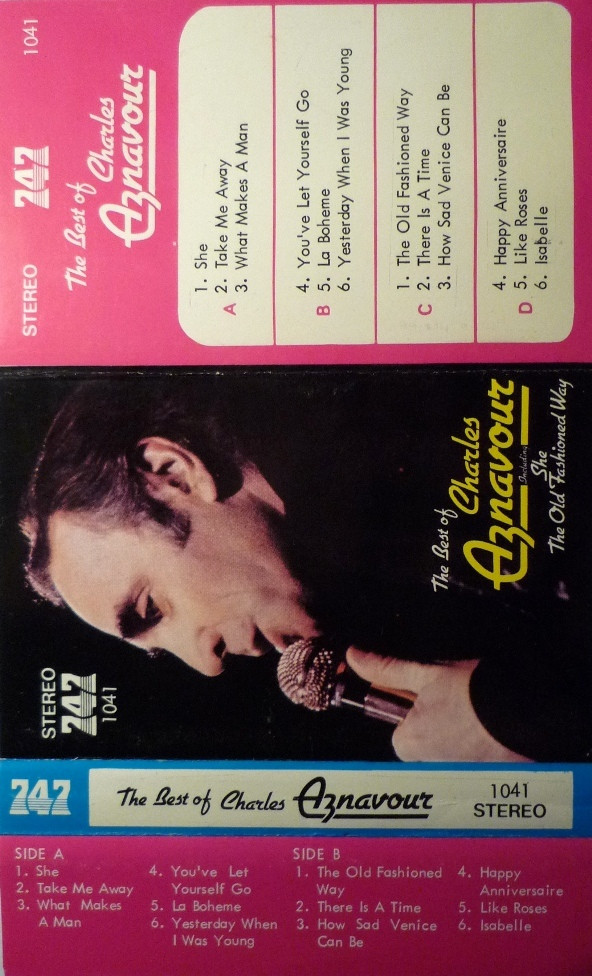 STEREO 747 1041
The Best of Charles
Aznavour
A
1. She
2. Take Me Away
3. What Makes A Man
B
4. You've Let Yourself Go
5. La Boheme
6. Yesterday When I Was Young
C
1. The Old Fashioned Way
2. There Is A Time
3. How Sad Venice Can Be
D
4. Happy Anniversaire
5. Like Roses
6. Isabelle
STEREO
747
1041
The Best of Charles
Aznavour
Including
She
The Old Fashioned Way
747 The Best of Charles Aznavour
1041
STEREO
SIDE A
1. She
2. Take Me Away
3. What Makes
A Man
4. You've Let
Yourself Go
5. La Boheme
6. Yesterday When
I Was Young
SIDE B
1. The Old Fashioned
Way
2. There Is A Time
3. How Sad Venice
Can Be
4. Happy
Anniversaire
5. Like Roses
6. Isabelle